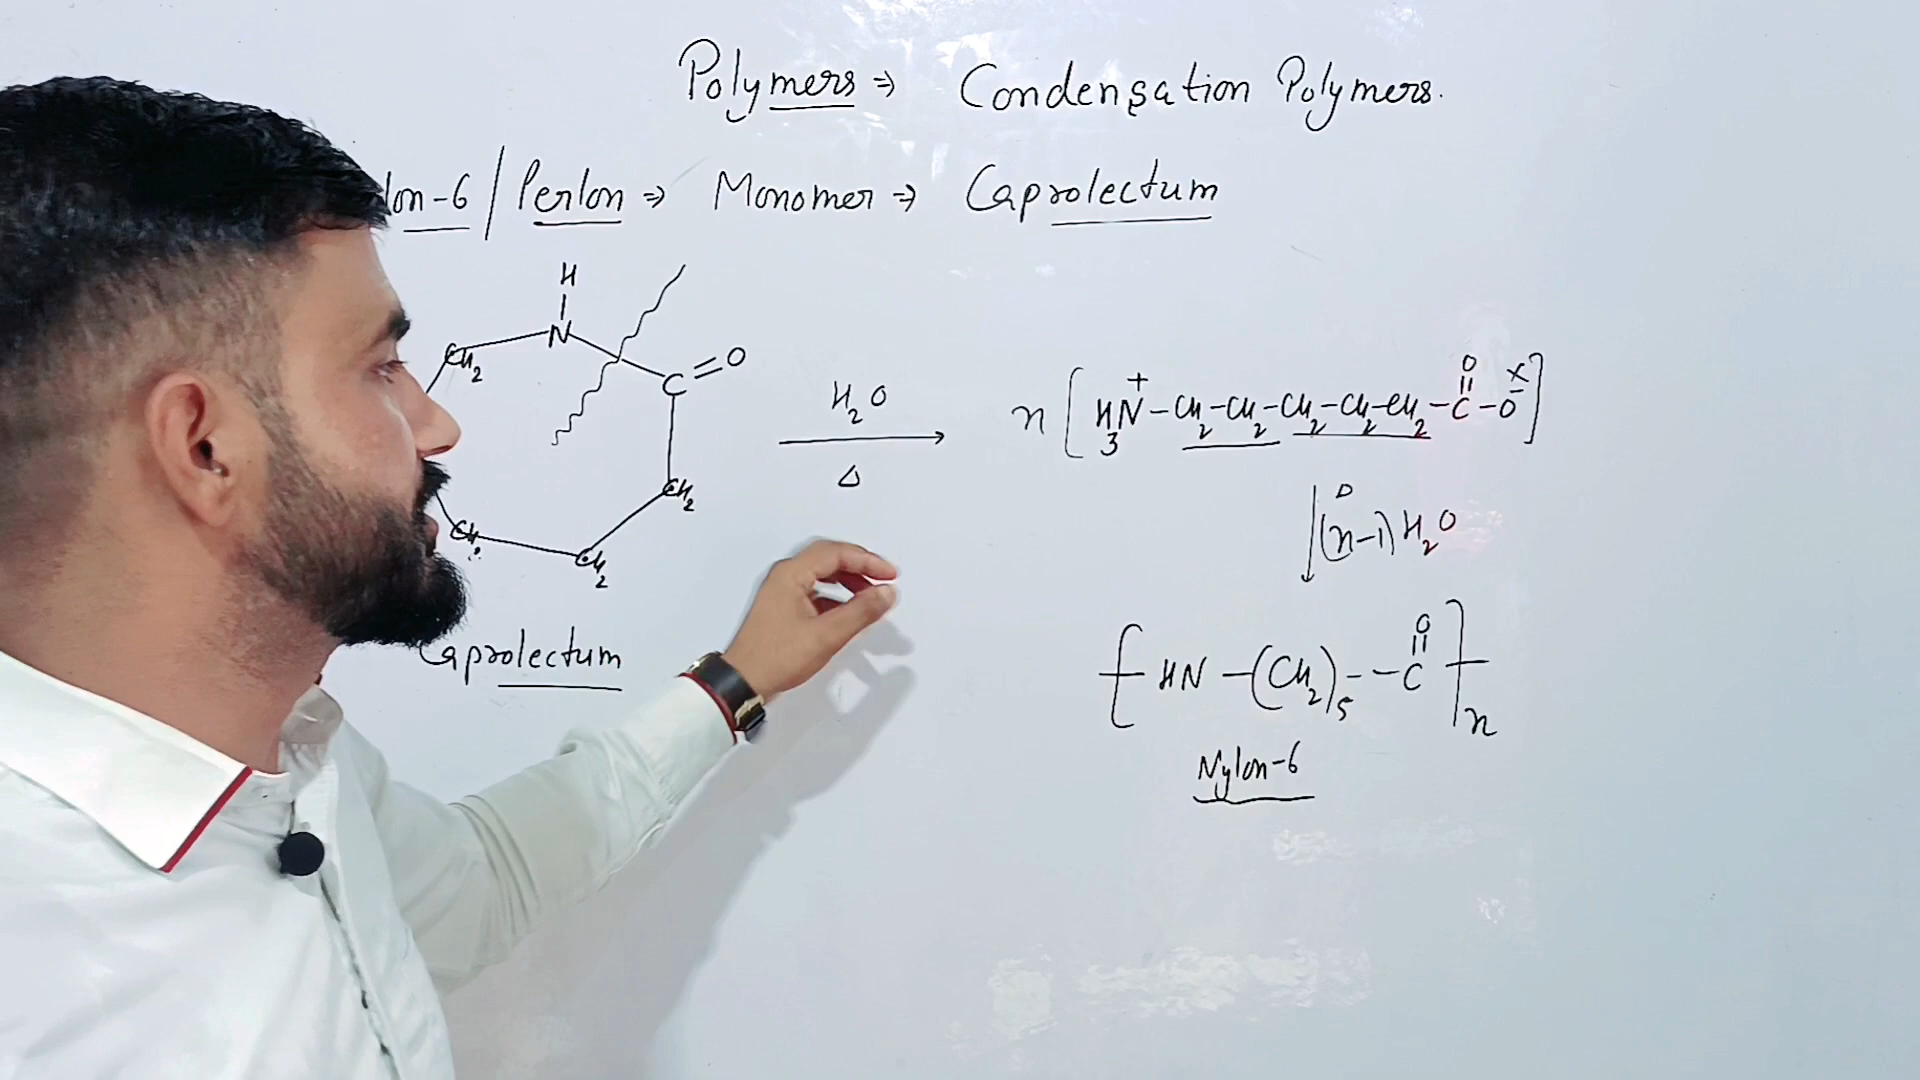 Polymers ⇒ Condensation Polymers.
lon-6 / Perlon ⇒ Monomer ⇒ Caprolectum
H
N
CH2
C=O
CH2
CH2
CH2
Caprolectum
H2O
Δ
n [H3N+-CH2-CH2-CH2-CH2-CH2-C(=O)-O-]
(n-1) H2O
[HN-(CH2)5--C(=O)]n
Nylon-6